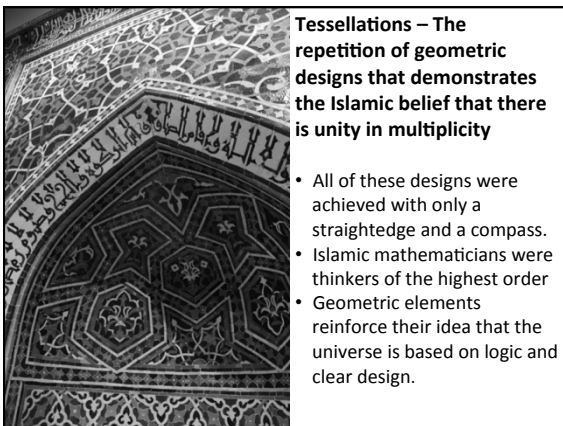 Tessellations – The
repetition of geometric
designs that demonstrates
the Islamic belief that there
is unity in multiplicity
• All of these designs were
achieved with only a
straightedge and a compass.
• Islamic mathematicians were
thinkers of the highest order
• Geometric elements
reinforce their idea that the
universe is based on logic and
clear design.